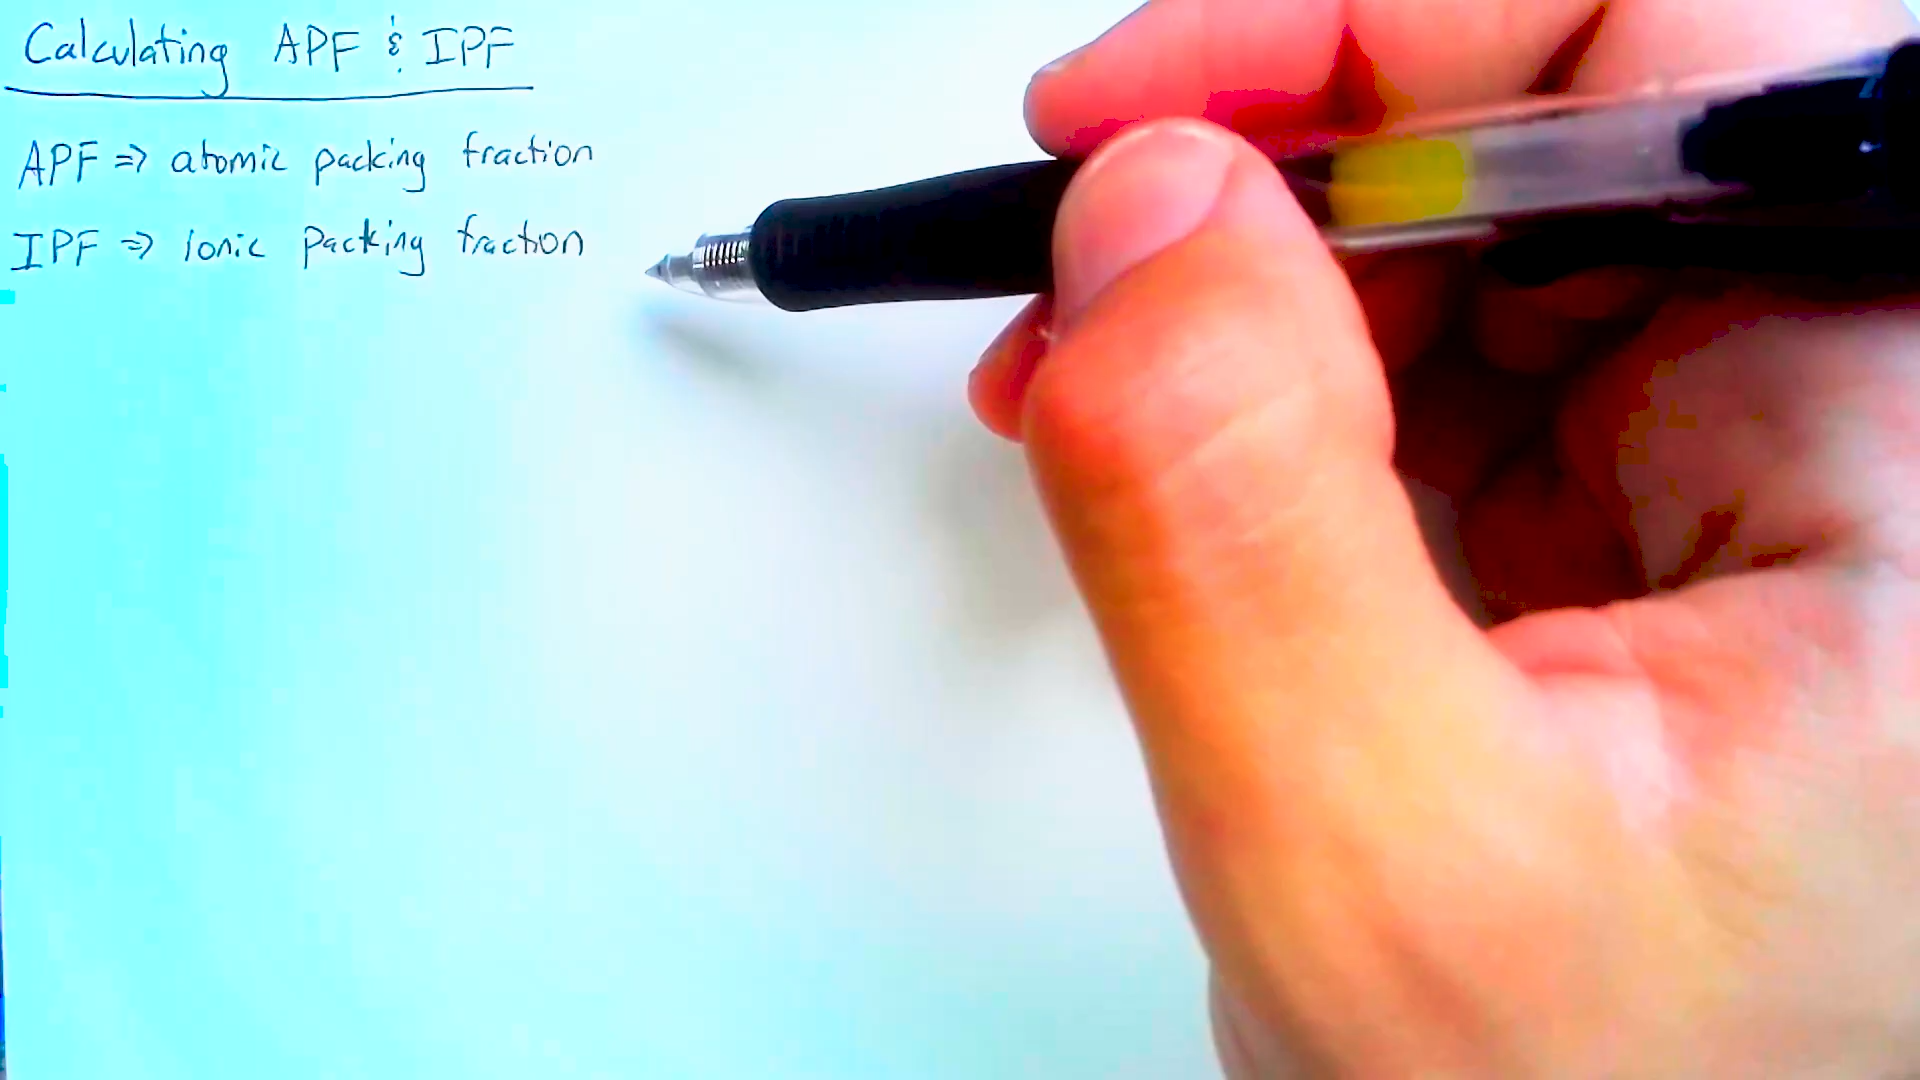 Calculating APF & IPF
APF => atomic packing fraction
IPF => ionic packing fraction